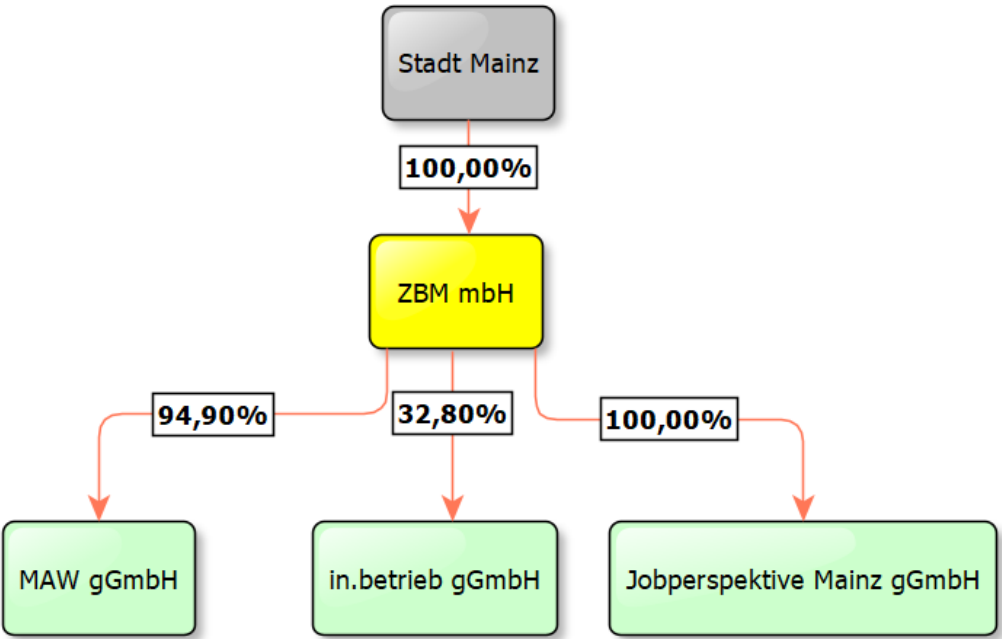 Stadt Mainz
100,00%
ZBM mbH
94,90%
32,80%
100,00%
MAW gGmbH
in.betrieb gGmbH
Jobperspektive Mainz gGmbH